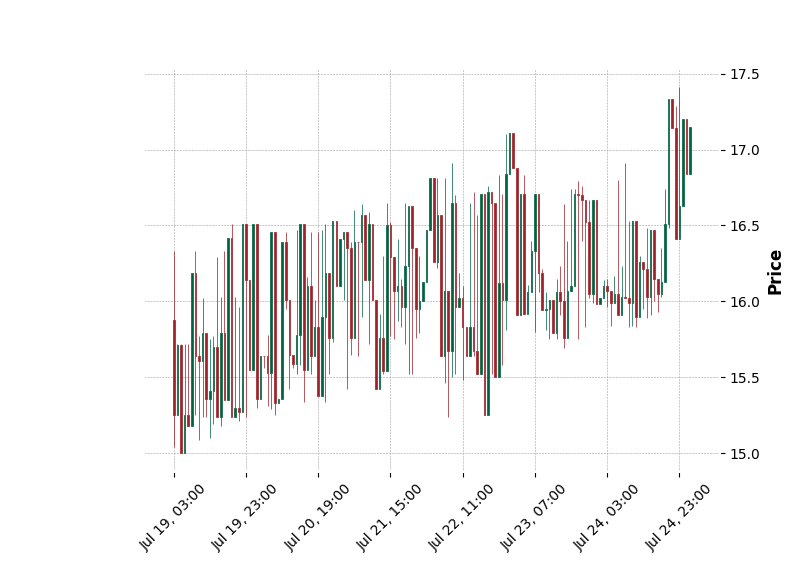 17.5
17.0
16.5
16.0
15.5
15.0
Price
Jul 19, 03:00
Jul 19, 23:00
Jul 20, 19:00
Jul 21, 15:00
Jul 22, 11:00
Jul 23, 07:00
Jul 24, 03:00
Jul 24, 23:00